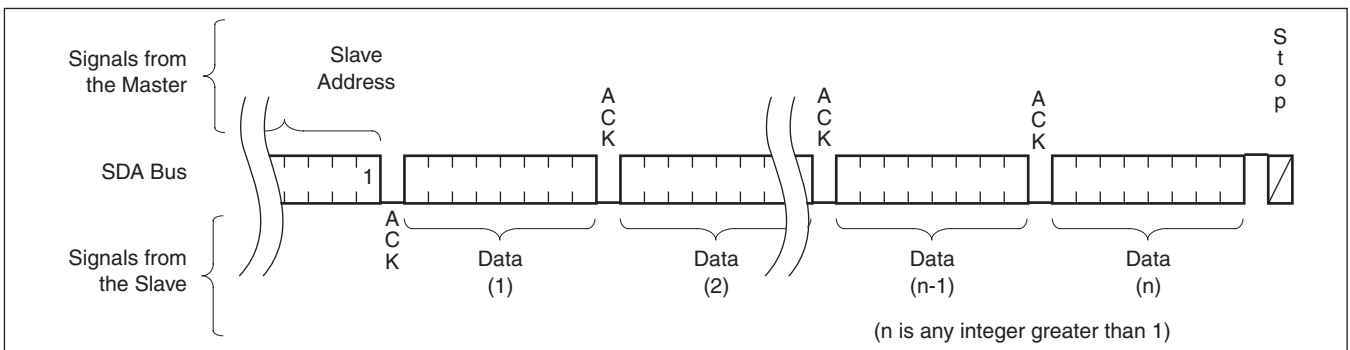 Signals from
the Master
Slave
Address
S
t
o
p
A
C
K
A
C
K
A
C
K
SDA Bus
1
A
C
K
Signals from
the Slave
Data
(1)
Data
(2)
Data
(n-1)
Data
(n)
(n is any integer greater than 1)